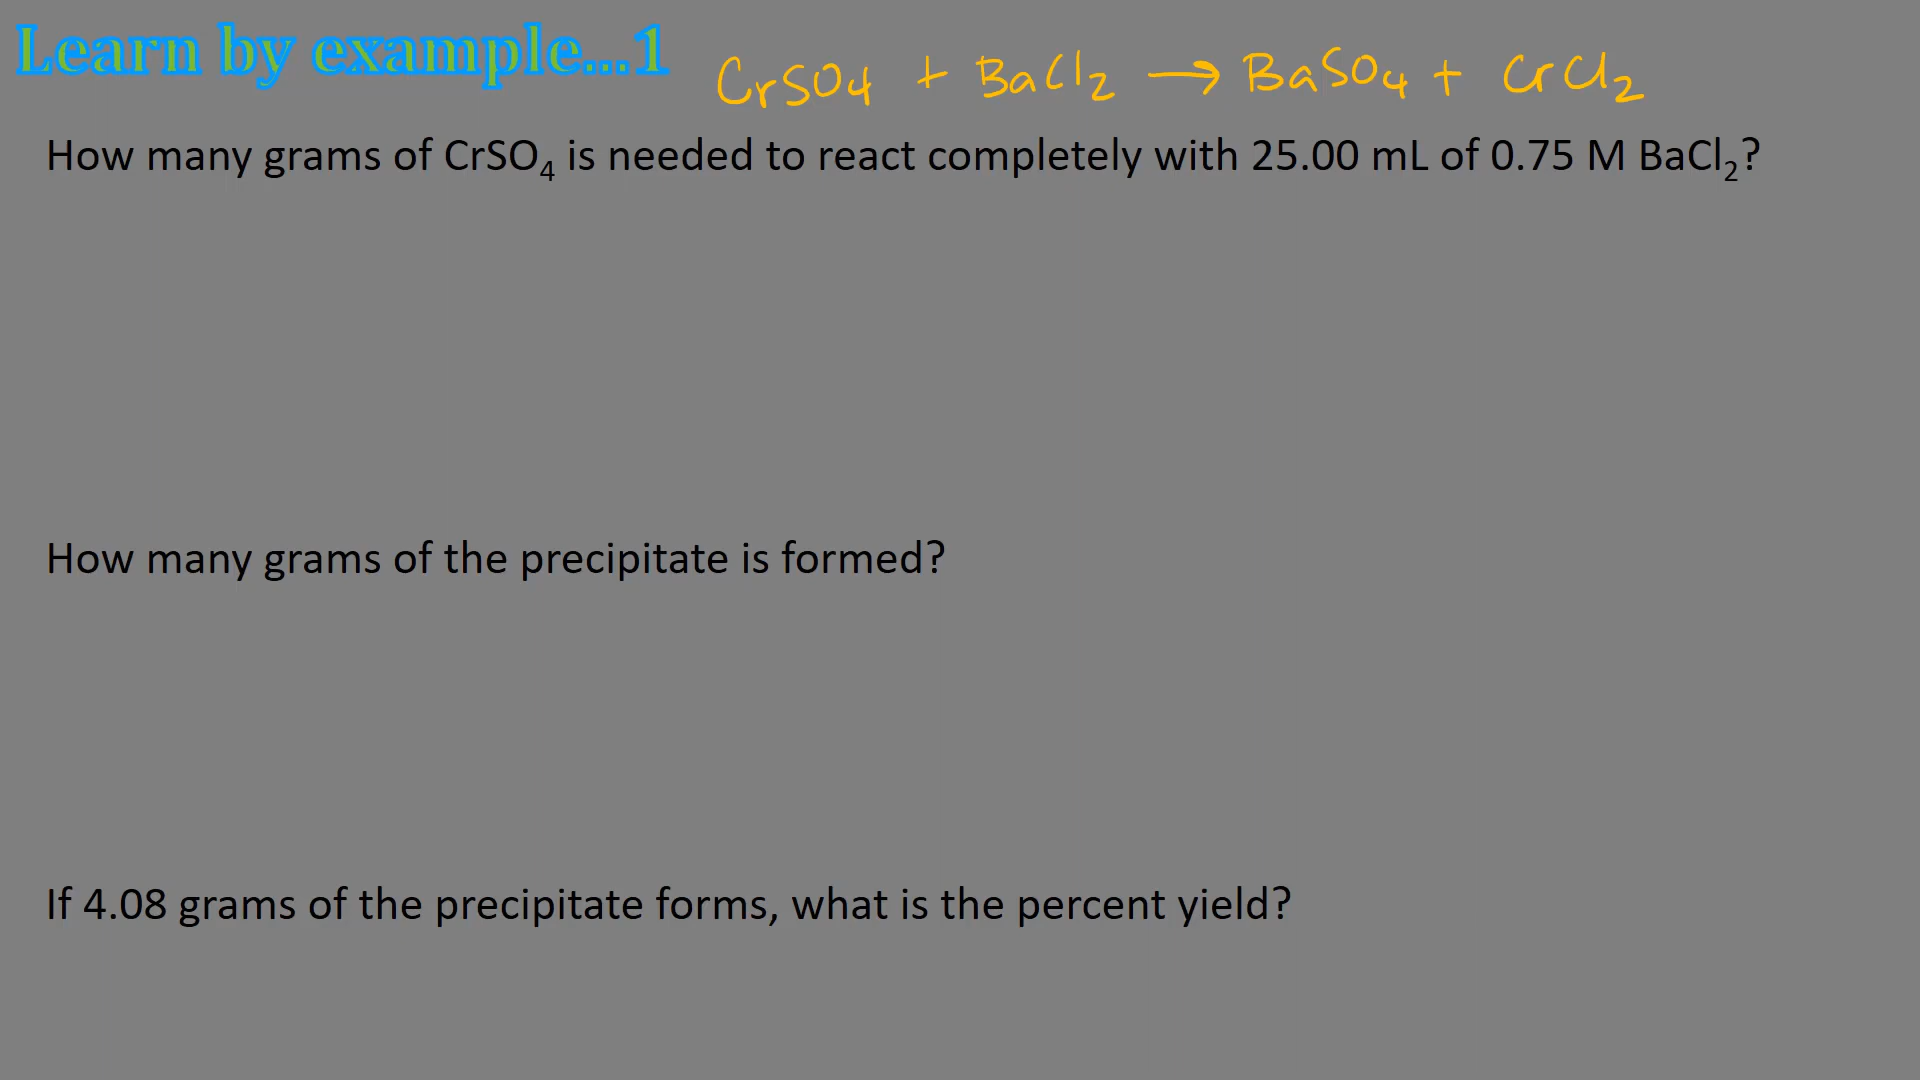 Learn by example...1
CrSO4 + BaCl2 → BaSO4 + CrCl2
How many grams of CrSO4 is needed to react completely with 25.00 mL of 0.75 M BaCl2?
How many grams of the precipitate is formed?
If 4.08 grams of the precipitate forms, what is the percent yield?